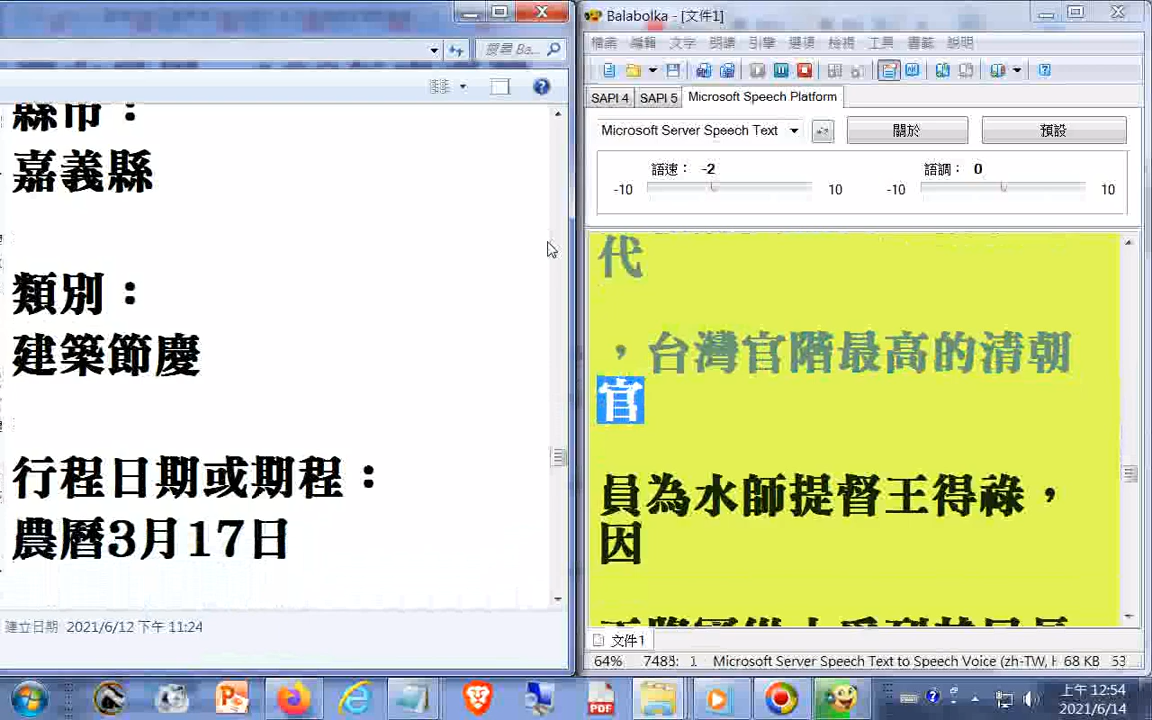 搜尋 Ba...
縣市：
嘉義縣
類別：
建築節慶
行程日期或期程：
農曆3月17日
建立日期 2021/6/12 下午 11:24
Balabolka - [文件1]
檔案 編輯 文字 朗讀 引擎 選項 檢視 工具 書籤 說明
SAPI 4 SAPI 5 Microsoft Speech Platform
Microsoft Server Speech Text 關於 預設
語速： -2 語調： 0
-10 10 -10 10
代
，台灣官階最高的清朝
官
員為水師提督王得祿，
因
文件1
64% 7488: 1 Microsoft Server Speech Text to Speech Voice (zh-TW, H 68 KB 53
上午 12:54
2021/6/14